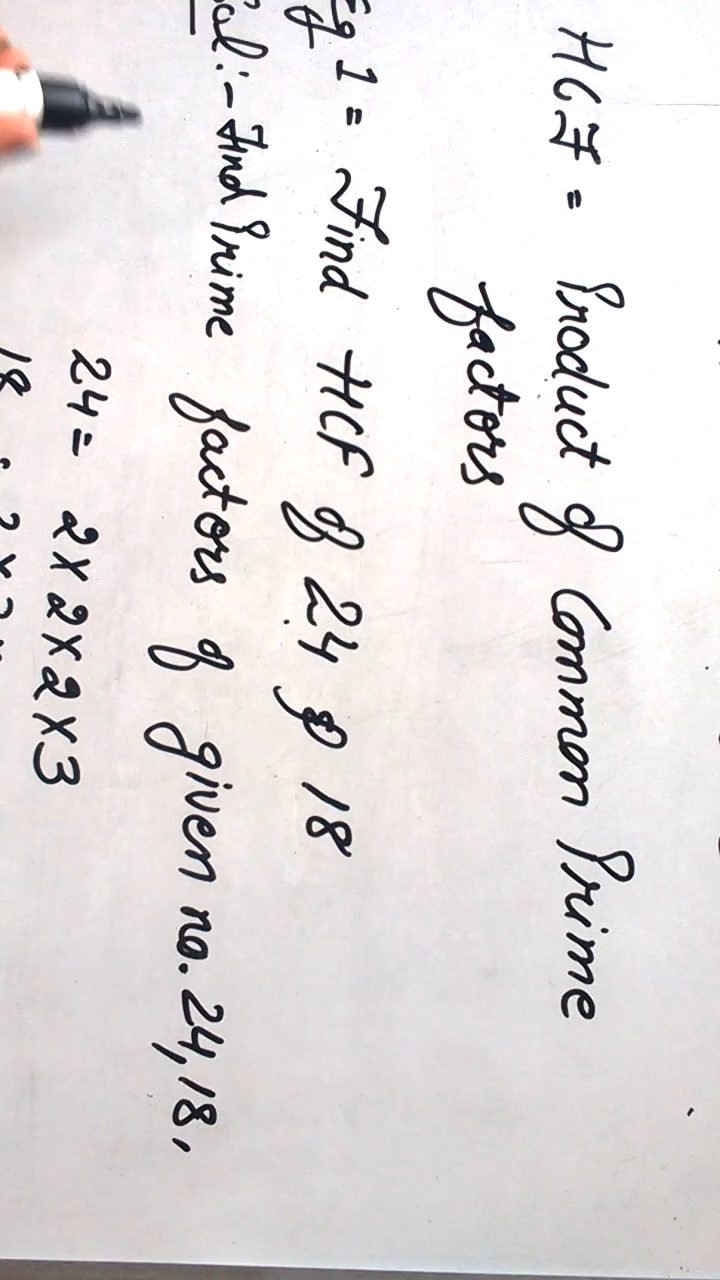 HCF = Product of Common Prime
factors
Eg 1 = Find HCF of 24 & 18
Sol:- Find Prime factors of given no. 24, 18,
24 = 2 X 2 X 2 X 3
18